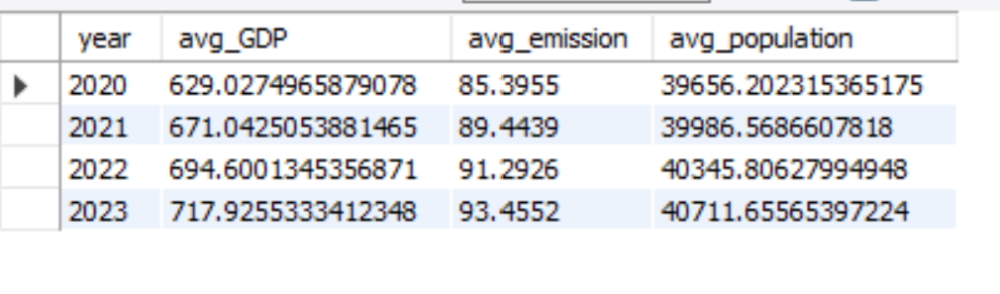 year avg_GDP avg_emission avg_population
2020 629.0274965879078 85.3955 39656.202315365175
2021 671.0425053881465 89.4439 39986.5686607818
2022 694.6001345356871 91.2926 40345.80627994948
2023 717.9255333412348 93.4552 40711.65565397224